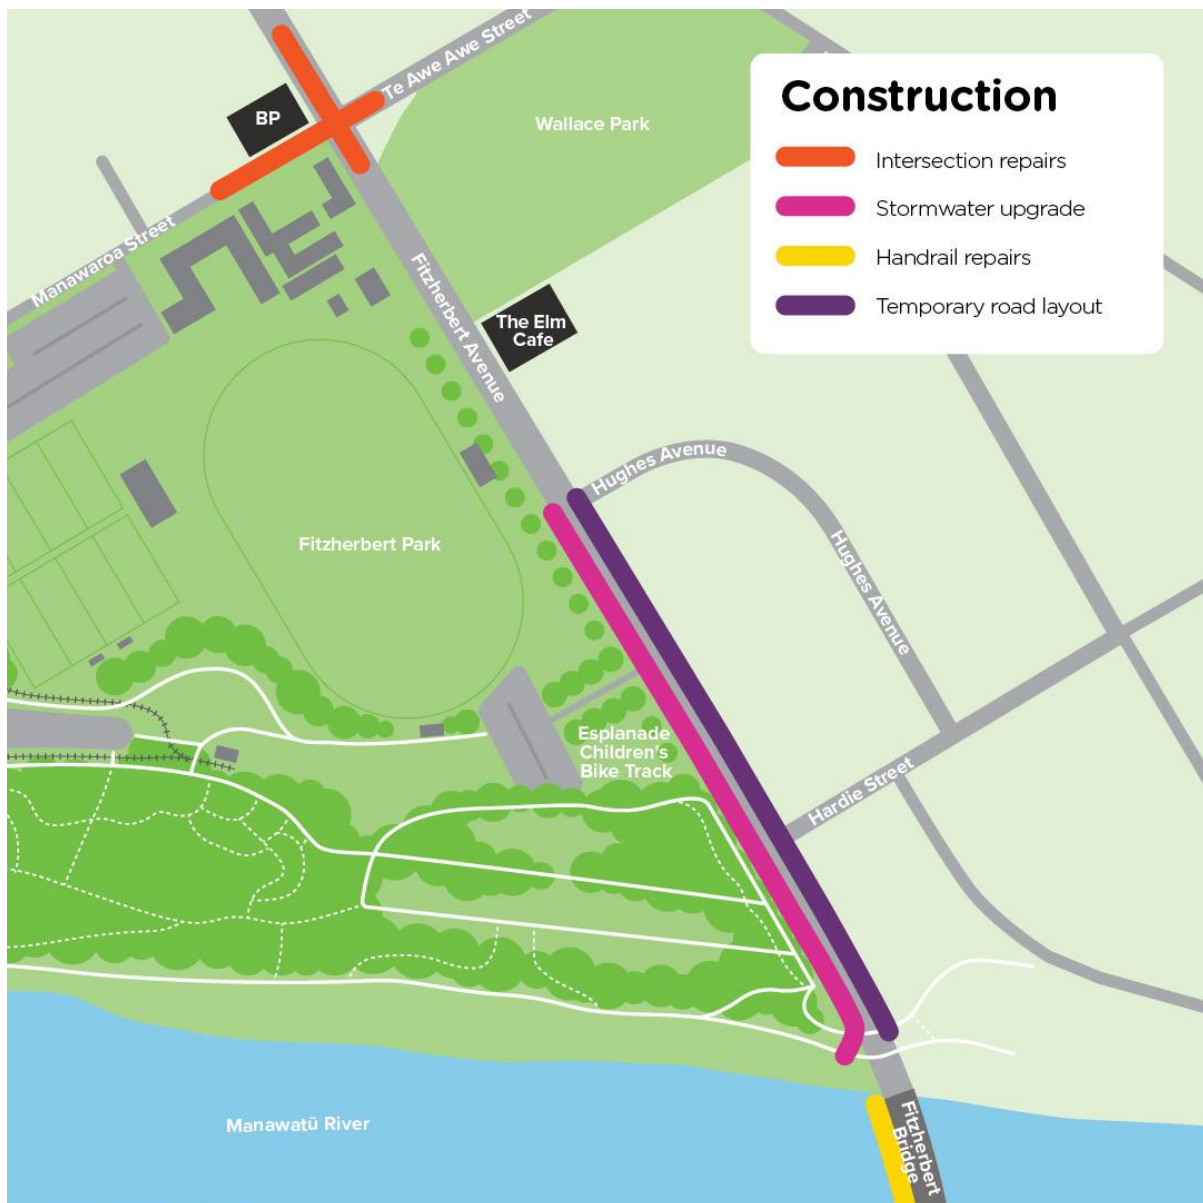 Te Awe Awe Street
BP
Wallace Park
Construction
Intersection repairs
Stormwater upgrade
Handrail repairs
Temporary road layout
Manawaroa Street
Fitzherbert Avenue
The Elm
Cafe
Hughes Avenue
Hughes Avenue
Fitzherbert Park
Esplanade
Children's
Bike Track
Hardie Street
Manawatū River
Fitzherbert
Bridge